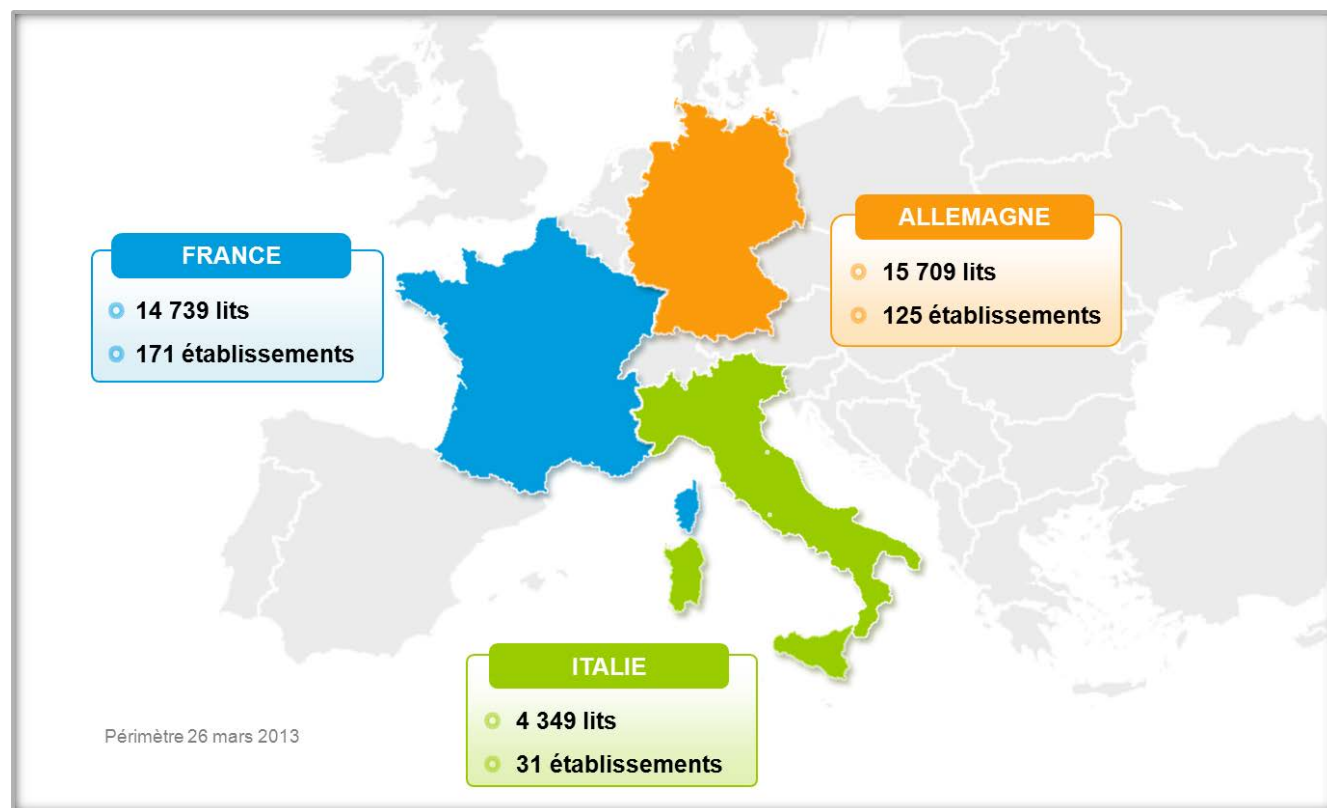 FRANCE
14 739 lits
171 établissements
ALLEMAGNE
15 709 lits
125 établissements
ITALIE
4 349 lits
31 établissements
Périmètre 26 mars 2013